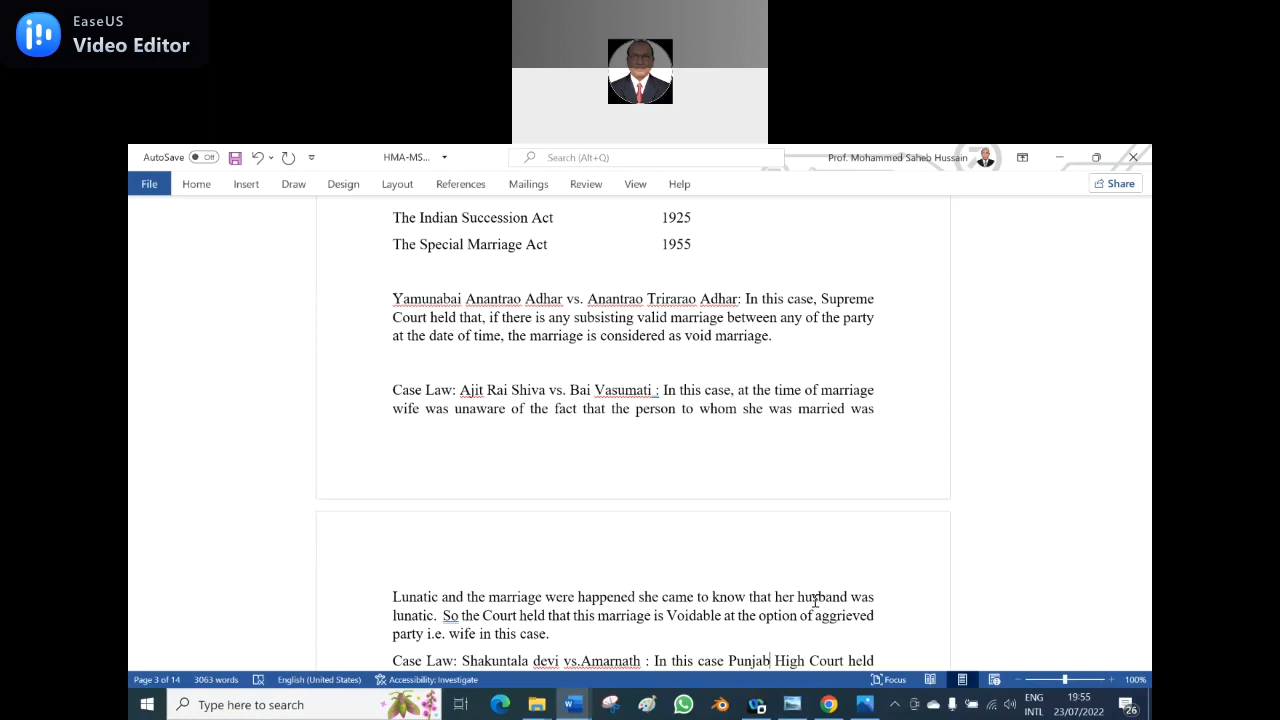 EaseUS
Video Editor
AutoSave Off HMA-MS... Search (Alt+Q) Prof. Mohammed Saheb Hussain
File Home Insert Draw Design Layout References Mailings Review View Help Share
The Indian Succession Act 1925
The Special Marriage Act 1955
Yamunabai Anantrao Adhar vs. Anantrao Trirarao Adhar: In this case, Supreme
Court held that, if there is any subsisting valid marriage between any of the party
at the date of time, the marriage is considered as void marriage.
Case Law: Ajit Rai Shiva vs. Bai Vasumati : In this case, at the time of marriage
wife was unaware of the fact that the person to whom she was married was
Lunatic and the marriage were happened she came to know that her husband was
lunatic. So the Court held that this marriage is Voidable at the option of aggrieved
party i.e. wife in this case.
Case Law: Shakuntala devi vs.Amarnath : In this case Punjab High Court held
Page 3 of 14 3063 words English (United States) Accessibility: Investigate Focus 100%
Type here to search ENG 19:55
INTL 23/07/2022 26